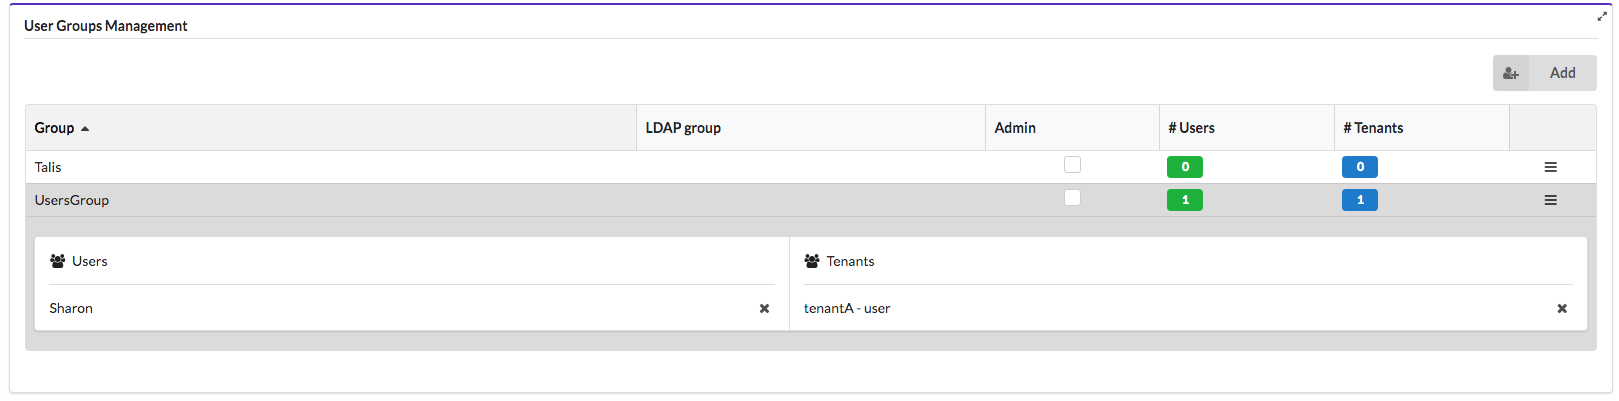 User Groups Management
Add
Group LDAP group Admin # Users # Tenants
Talis 0 0
UsersGroup 1 1
Users Tenants
Sharon tenantA - user